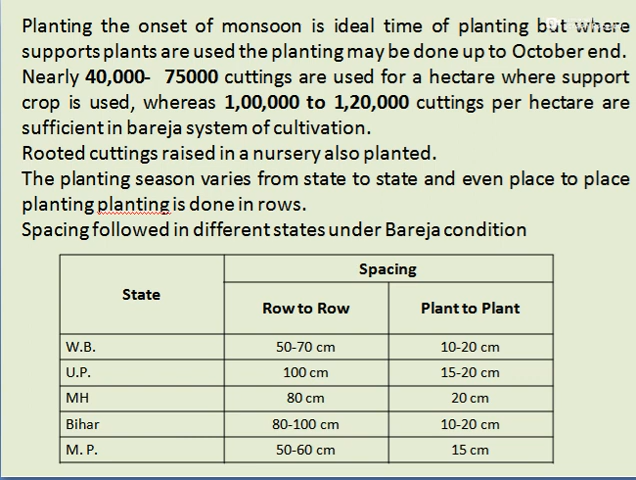 Planting the onset of monsoon is ideal time of planting but where
supports plants are used the planting may be done up to October end.
Nearly 40,000- 75000 cuttings are used for a hectare where support
crop is used, whereas 1,00,000 to 1,20,000 cuttings per hectare are
sufficient in bareja system of cultivation.
Rooted cuttings raised in a nursery also planted.
The planting season varies from state to state and even place to place
planting planting is done in rows.
Spacing followed in different states under Bareja condition
State Spacing
Row to Row Plant to Plant
W.B. 50-70 cm 10-20 cm
U.P. 100 cm 15-20 cm
MH 80 cm 20 cm
Bihar 80-100 cm 10-20 cm
M. P. 50-60 cm 15 cm